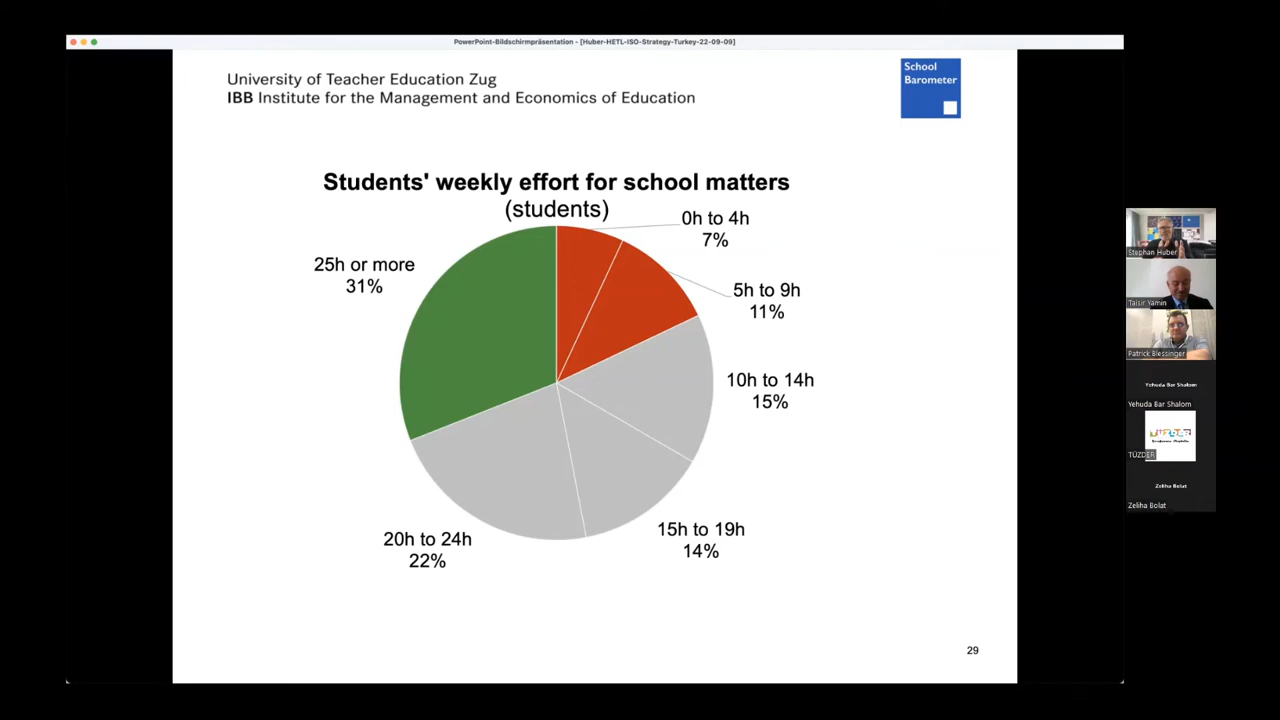 PowerPoint-Bildschirmpräsentation - [Huber-HETL-ISO-Strategy-Turkey-22-09-09]
University of Teacher Education Zug
IBB Institute for the Management and Economics of Education
School
Barometer
Students' weekly effort for school matters
(students)
0h to 4h
7%
5h to 9h
11%
10h to 14h
15%
15h to 19h
14%
20h to 24h
22%
25h or more
31%
29
Stephan Huber
Taisir Yamin
Patrick Blessinger
Yehuda Bar Shalom
Yehuda Bar Shalom
TÜZDER
Zeliha Bolat
Zeliha Bolat